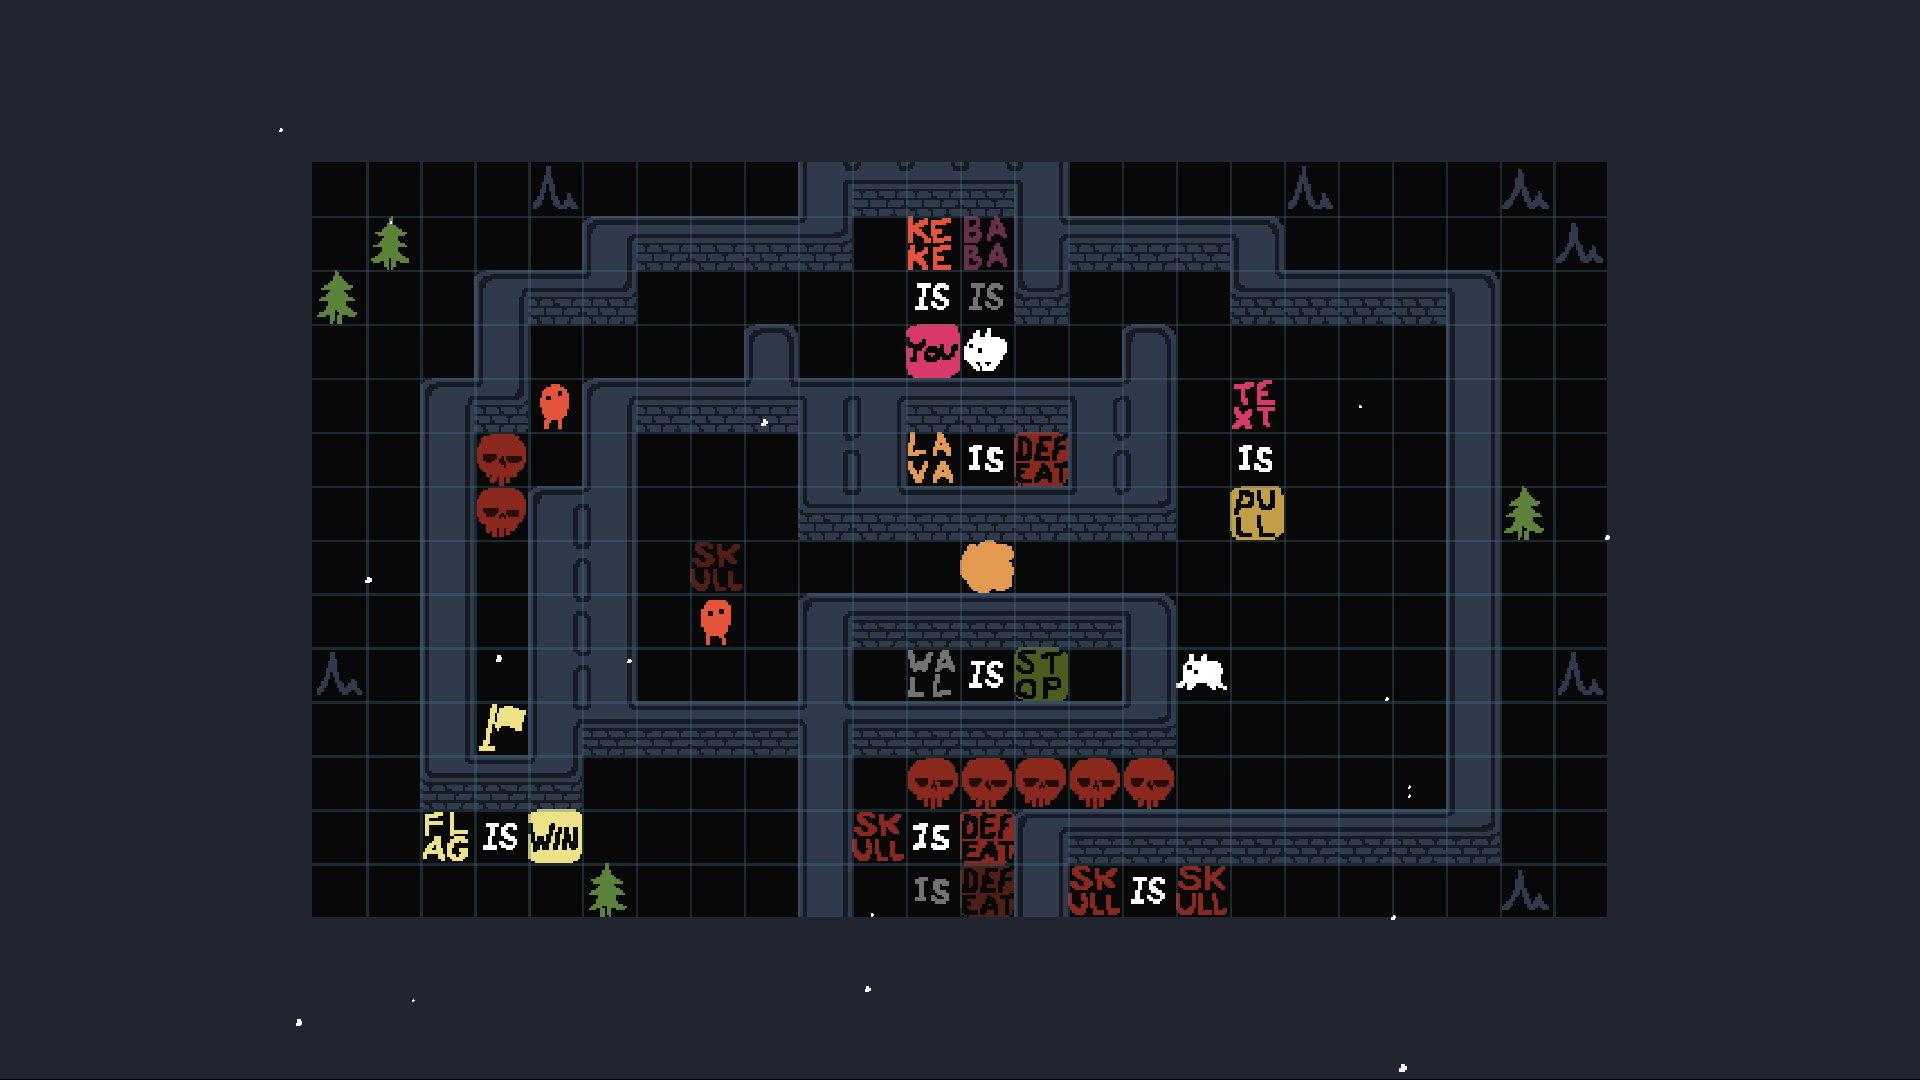 KEKE BABA
IS IS
YOU
TEXT
LAVA IS DEFEAT IS
PULL
SKULL
WALL IS STOP
FLAG IS WIN SKULL IS DEFEAT
IS DEFEAT SKULL IS SKULL